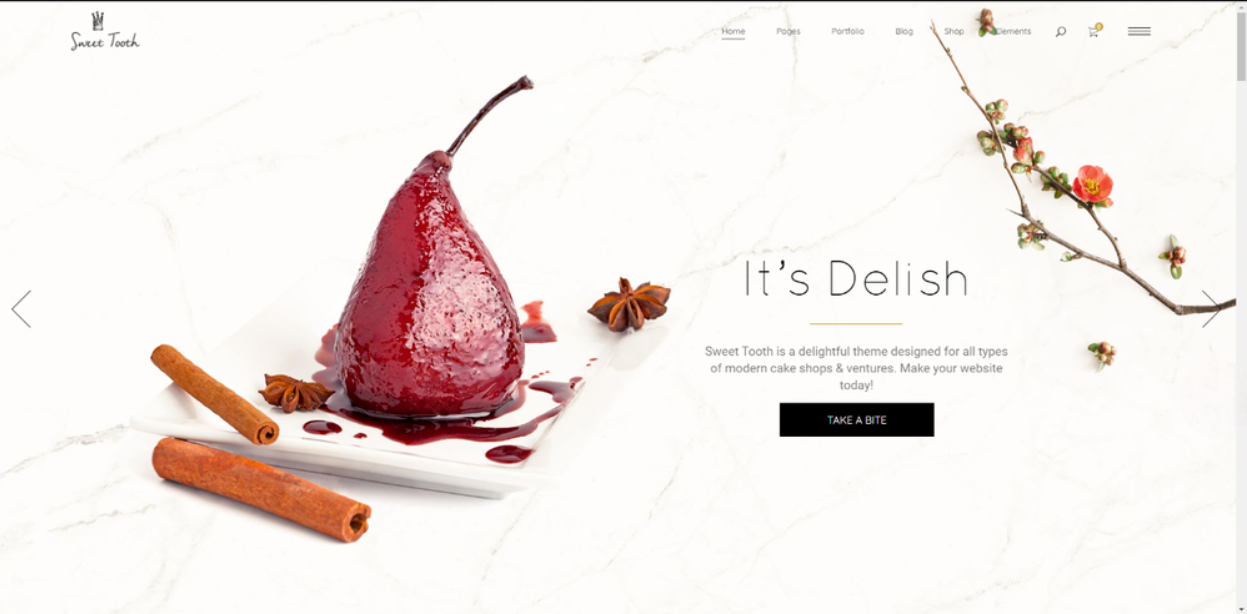 Sweet Tooth
Home Pages Portfolio Blog Shop Elements
It's Delish
Sweet Tooth is a delightful theme designed for all types
of modern cake shops & ventures. Make your website
today!
TAKE A BITE